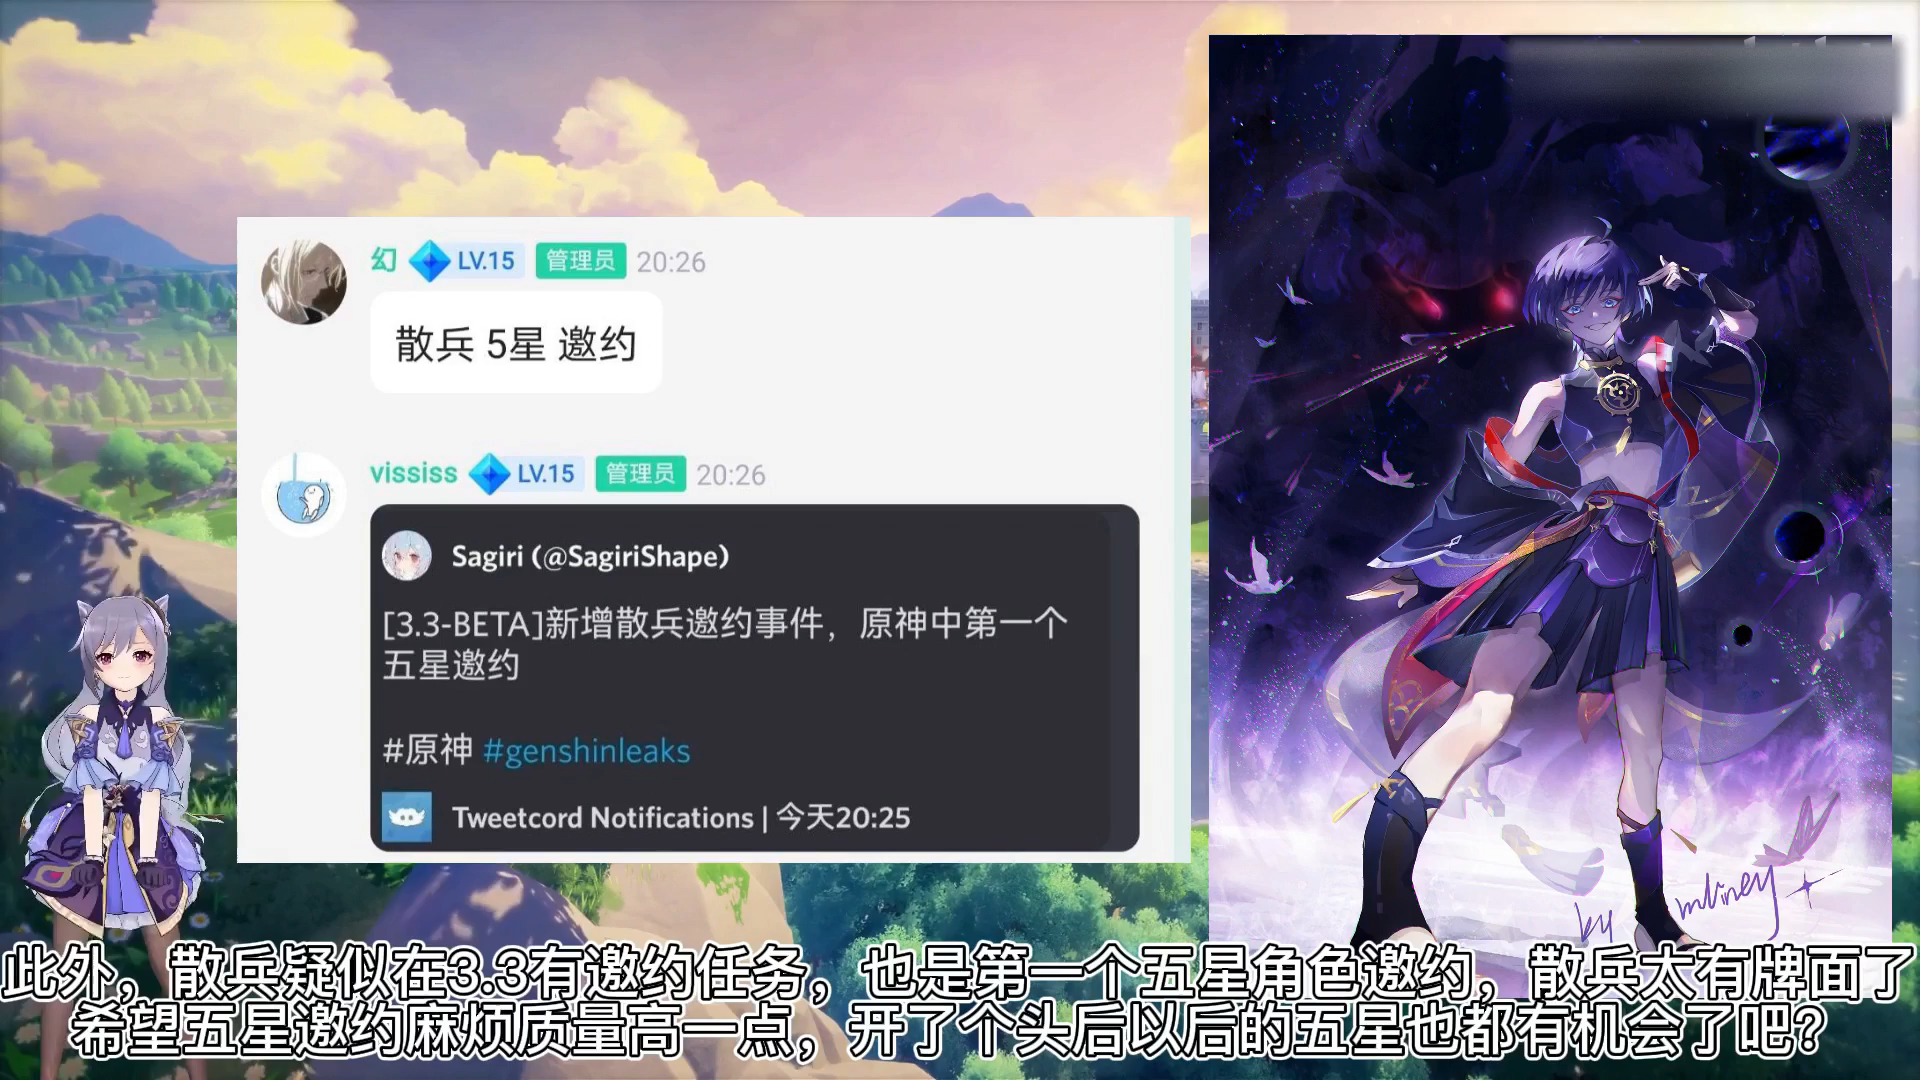 幻 LV.15 管理员 20:26
散兵 5星 邀约
vississ LV.15 管理员 20:26
Sagiri (@SagiriShape)
[3.3-BETA]新增散兵邀约事件，原神中第一个
五星邀约
#原神 #genshinleaks
Tweetcord Notifications | 今天20:25
by mliney
此外，散兵疑似在3.3有邀约任务，也是第一个五星角色邀约，散兵太有牌面了
希望五星邀约麻烦质量高一点，开了个头后以后的五星也都有机会了吧？